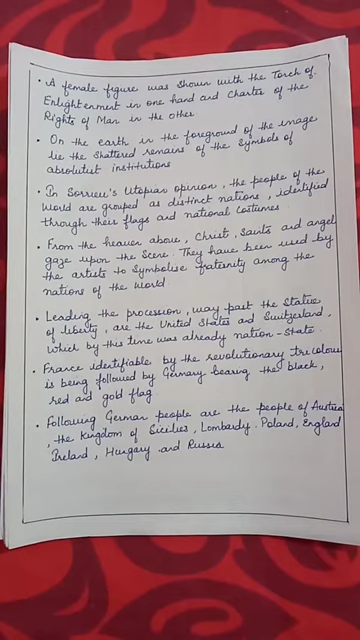 • A female figure was shown with the Torch of
Enlightenment in one hand and Charter of the
Rights of Man in the other
• On the earth in the foreground of the image
lie the shattered remains of the symbols of
absolutist institutions
• In Sorrieu's Utopian opinion, the people of the
world are grouped as distinct nations, identified
through their flags and national costumes
• From the heaven above, Christ, Saints and angel
gaze upon the scene. They have been used by
the artists to symbolise fratanity among the
nations of the world.
• Leading the procession, way past the Statue
of liberty, are the United States and Switzerland,
which by this time was already nation-state.
• France identifiable by the revolutionary tricolour
is being followed by Germany bearing the black,
red and gold flag.
• Following German people are the people of Austria
, the Kingdom of Sicilies, Lombardy, Poland, England
Ireland, Hungary and Russia